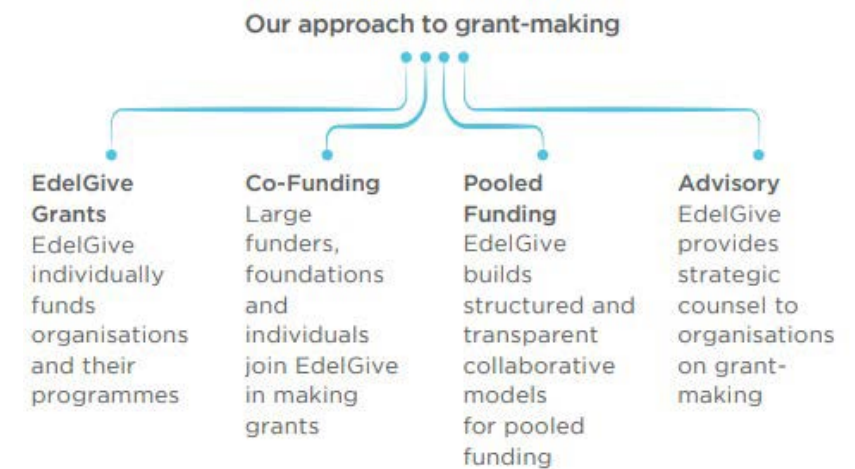 Our approach to grant-making
EdelGive
Grants
EdelGive
individually
funds
organisations
and their
programmes
Co-Funding
Large
funders,
foundations
and
individuals
join EdelGive
in making
grants
Pooled
Funding
EdelGive
builds
structured and
transparent
collaborative
models
for pooled
funding
Advisory
EdelGive
provides
strategic
counsel to
organisations
on grant-
making